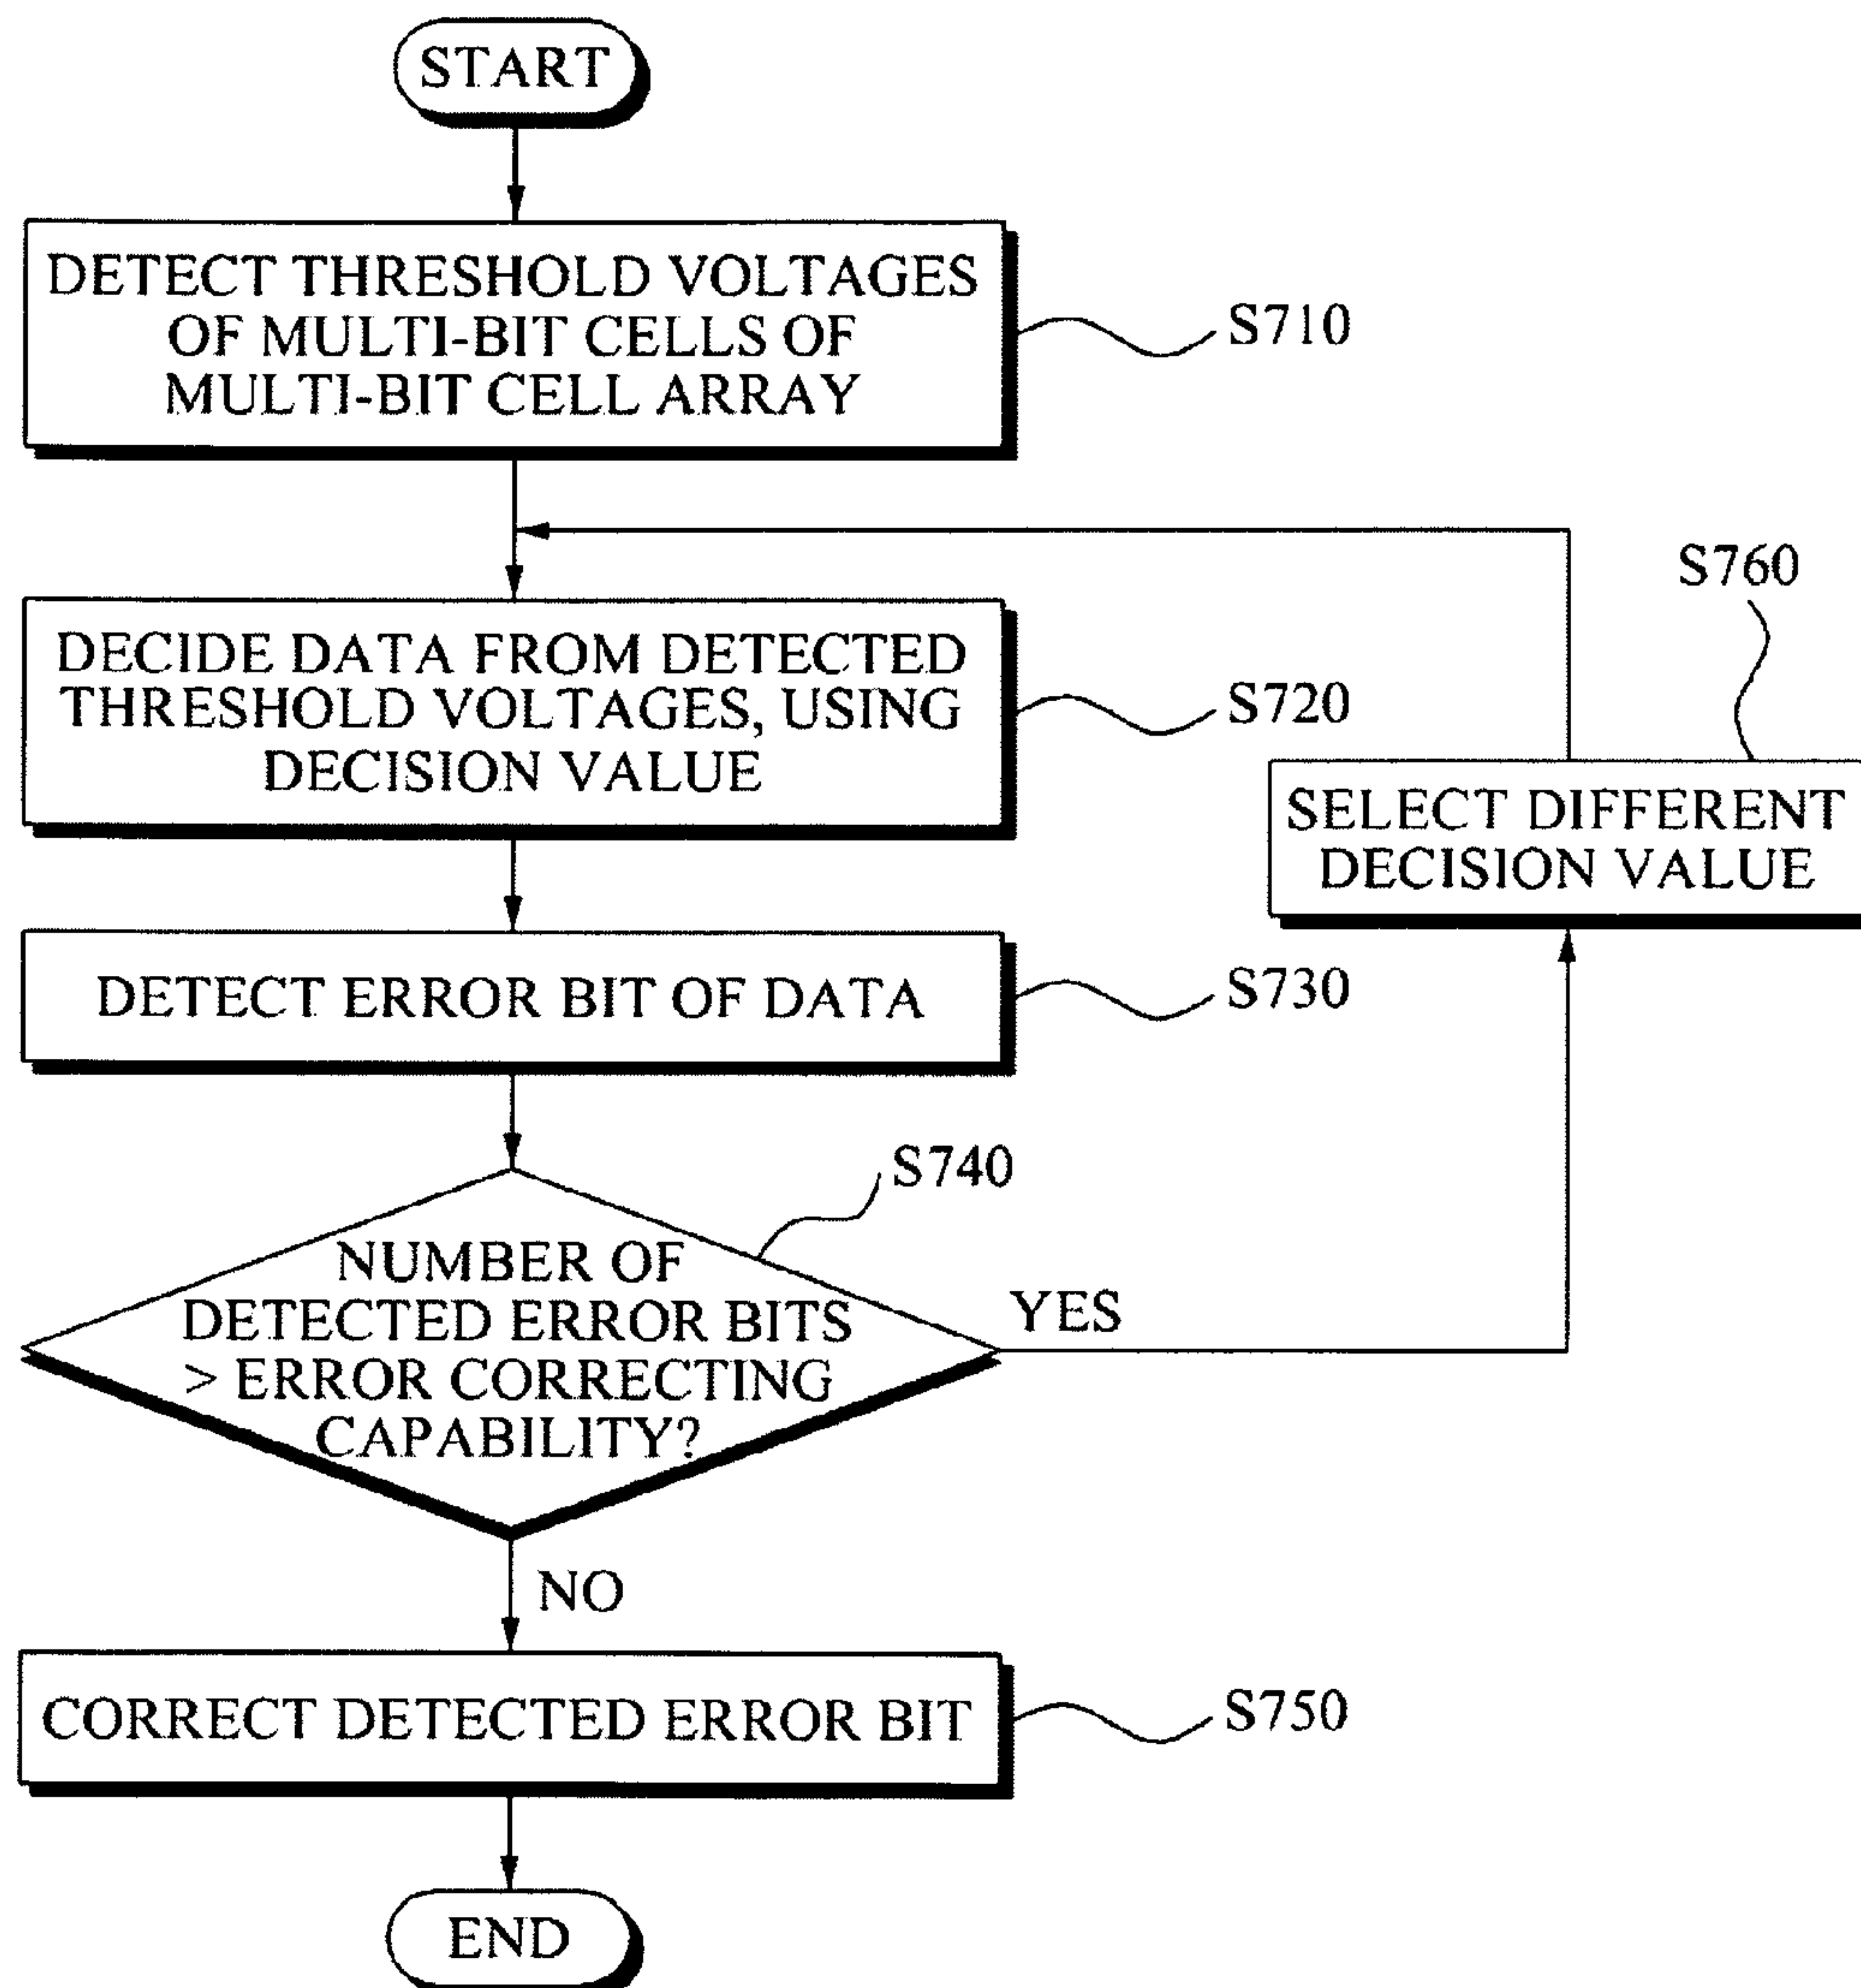 START
DETECT THRESHOLD VOLTAGES
OF MULTI-BIT CELLS OF
MULTI-BIT CELL ARRAY
S710
S760
DECIDE DATA FROM DETECTED
THRESHOLD VOLTAGES, USING
DECISION VALUE
S720
SELECT DIFFERENT
DECISION VALUE
DETECT ERROR BIT OF DATA
S730
S740
NUMBER OF
DETECTED ERROR BITS
> ERROR CORRECTING
CAPABILITY?
YES
NO
CORRECT DETECTED ERROR BIT
S750
END